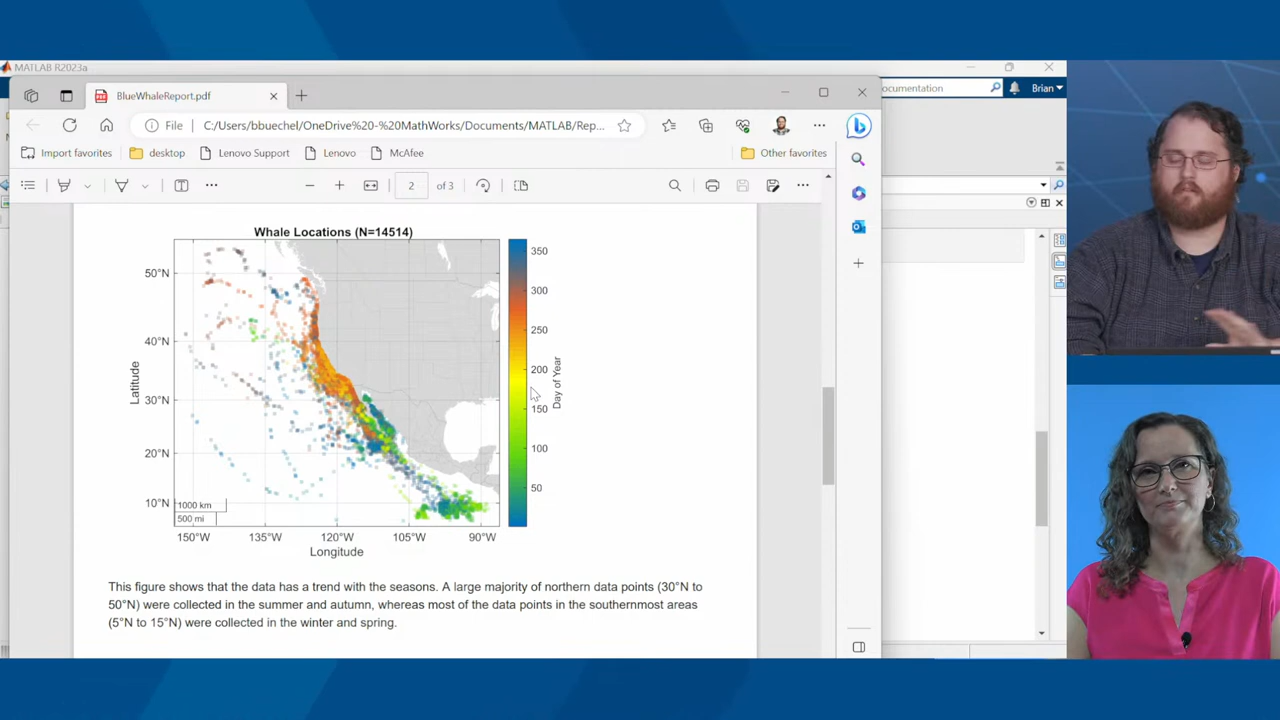 MATLAB R2023a
BlueWhaleReport.pdf
ocumentation
Brian
File
C:/Users/bbuechel/OneDrive%20-%20MathWorks/Documents/MATLAB/Rep...
Import favorites
desktop
Lenovo Support
Lenovo
McAfee
Other favorites
2
of 3
Whale Locations (N=14514)
50°N
40°N
30°N
20°N
10°N
Latitude
1000 km
500 mi
150°W
135°W
120°W
105°W
90°W
Longitude
350
300
250
200
150
100
50
Day of Year
This figure shows that the data has a trend with the seasons. A large majority of northern data points (30°N to
50°N) were collected in the summer and autumn, whereas most of the data points in the southernmost areas
(5°N to 15°N) were collected in the winter and spring.